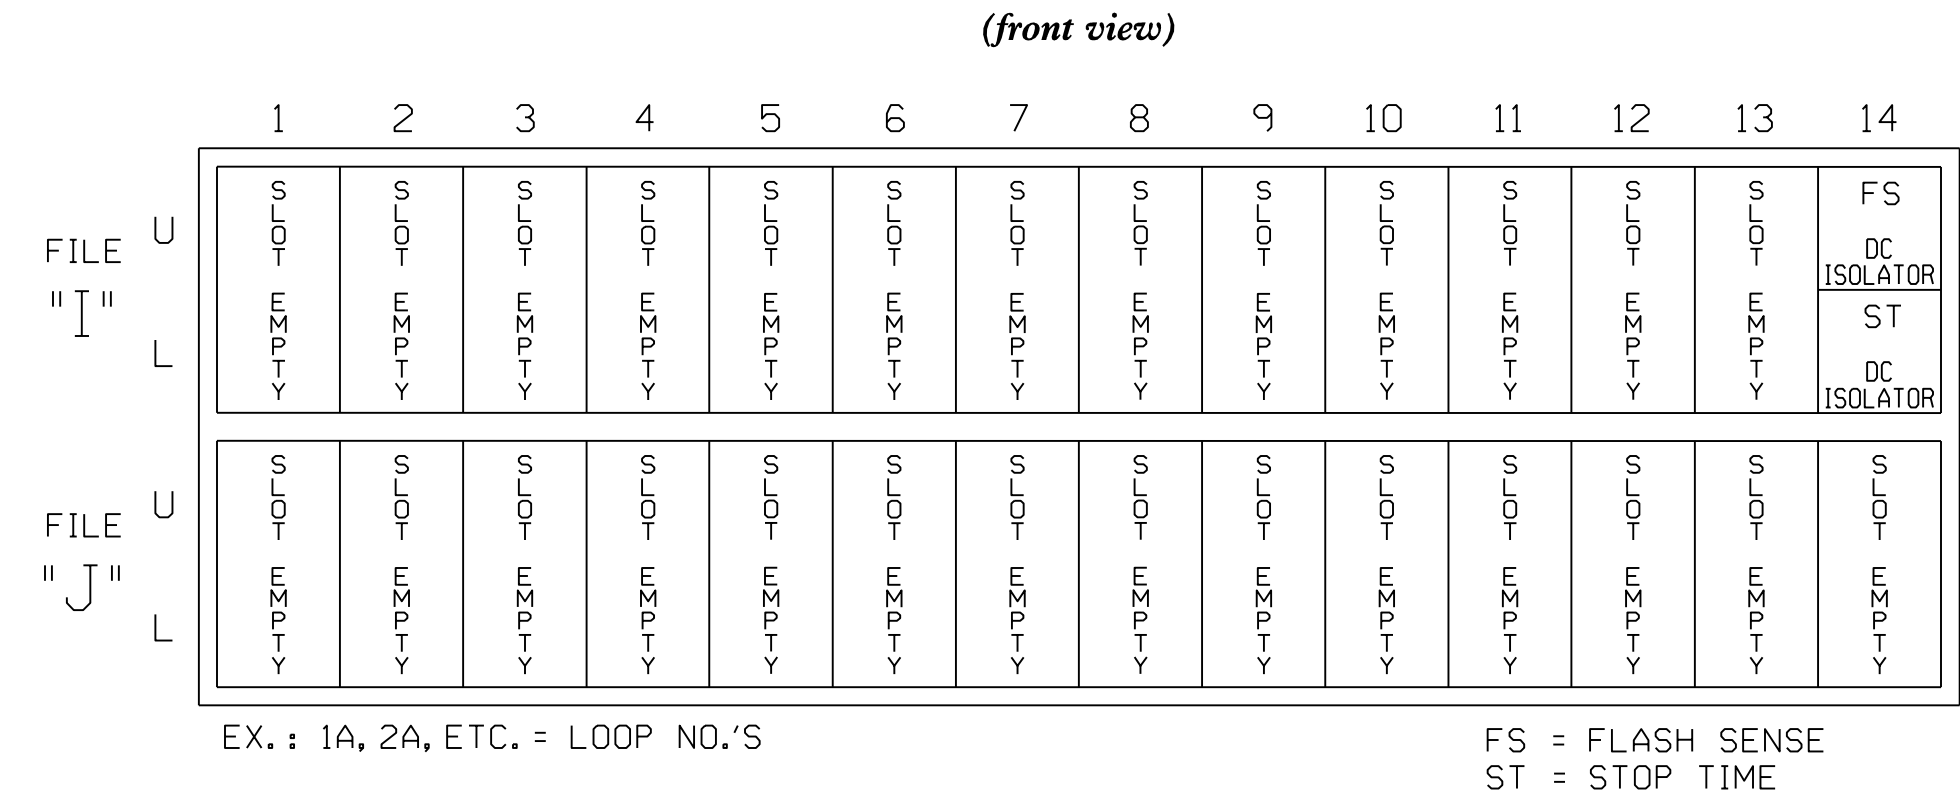 (front view)
1 2 3 4 5 6 7 8 9 10 11 12 13 14
FILE "I"
U
L
SLOT EMPTY
SLOT EMPTY
SLOT EMPTY
SLOT EMPTY
SLOT EMPTY
SLOT EMPTY
SLOT EMPTY
SLOT EMPTY
SLOT EMPTY
SLOT EMPTY
SLOT EMPTY
SLOT EMPTY
SLOT EMPTY
FS
DC
ISOLATOR
ST
DC
ISOLATOR
FILE "J"
U
L
SLOT EMPTY
SLOT EMPTY
SLOT EMPTY
SLOT EMPTY
SLOT EMPTY
SLOT EMPTY
SLOT EMPTY
SLOT EMPTY
SLOT EMPTY
SLOT EMPTY
SLOT EMPTY
SLOT EMPTY
SLOT EMPTY
SLOT EMPTY
EX.: 1A, 2A, ETC. = LOOP NO.'S
FS = FLASH SENSE
ST = STOP TIME